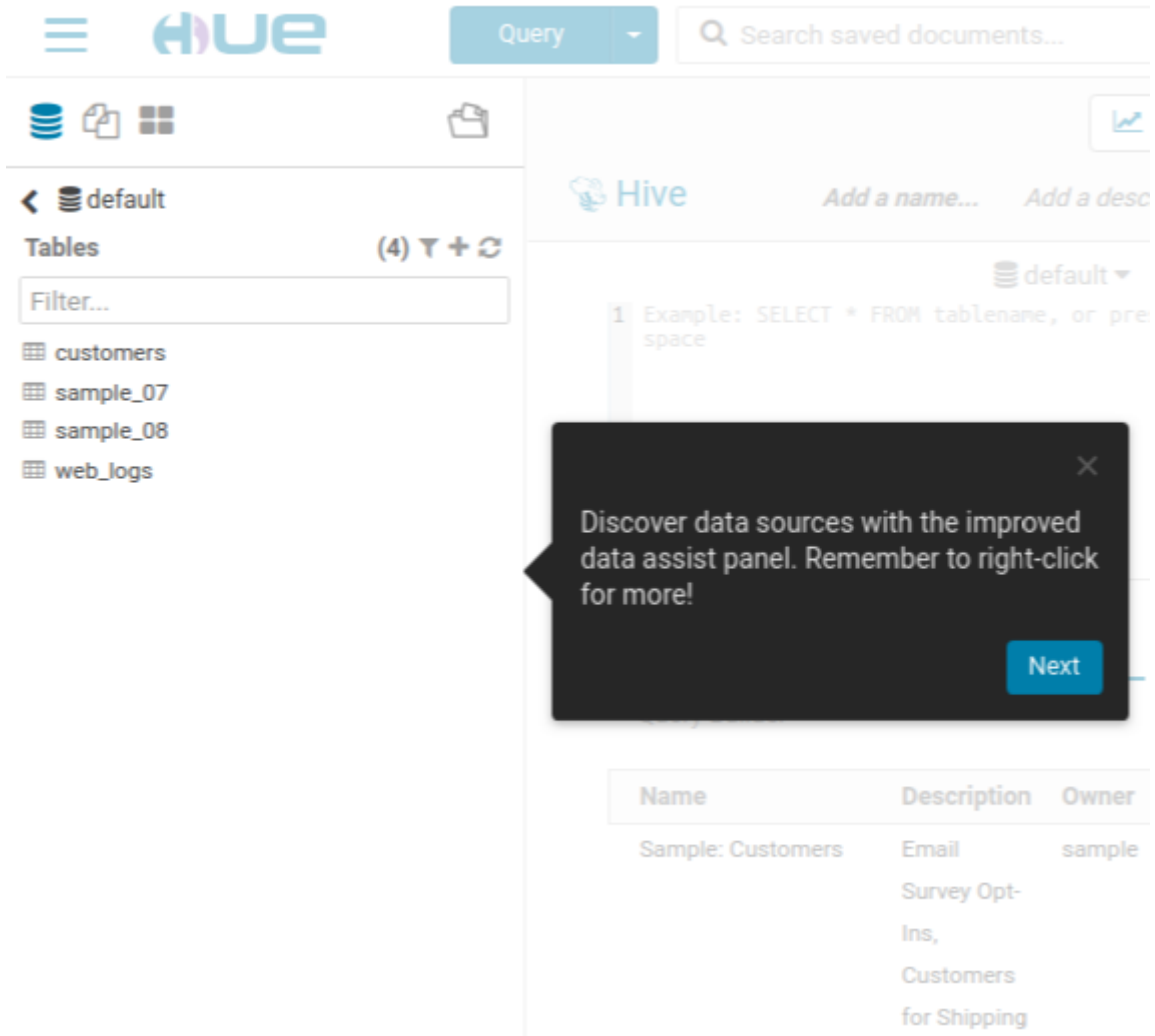 HUE
Query
Search saved documents...
default
Tables (4)
Filter...
customers
sample_07
sample_08
web_logs
Hive Add a name... Add a desc
default
1 Example: SELECT * FROM tablename, or pre
space
Discover data sources with the improved
data assist panel. Remember to right-click
for more!
Next
Name Description Owner
Sample: Customers Email sample
Survey Opt-
Ins,
Customers
for Shipping